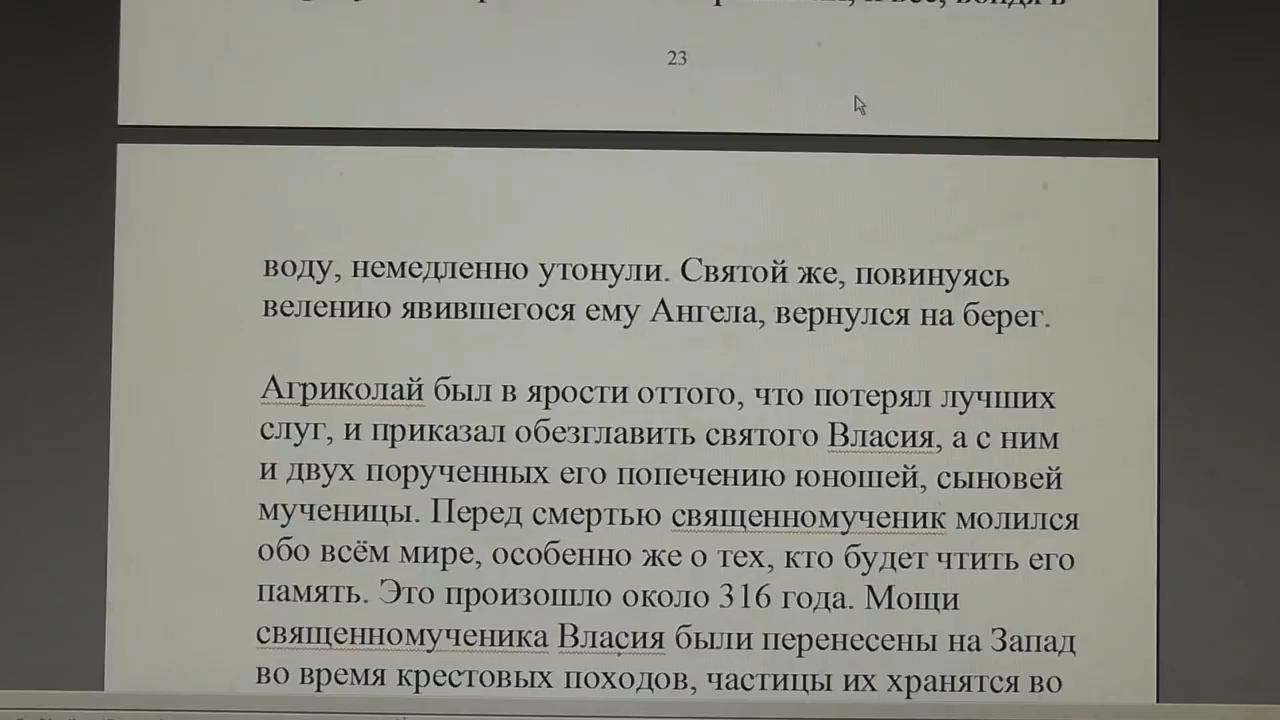 23
воду, немедленно утонули. Святой же, повинуясь
велению явившегося ему Ангела, вернулся на берег.
Агриколай был в ярости оттого, что потерял лучших
слуг, и приказал обезглавить святого Власия, а с ним
и двух порученных его попечению юношей, сыновей
мученицы. Перед смертью священномученик молился
обо всём мире, особенно же о тех, кто будет чтить его
память. Это произошло около 316 года. Мощи
священномученика Власия были перенесены на Запад
во время крестовых походов, частицы их хранятся во